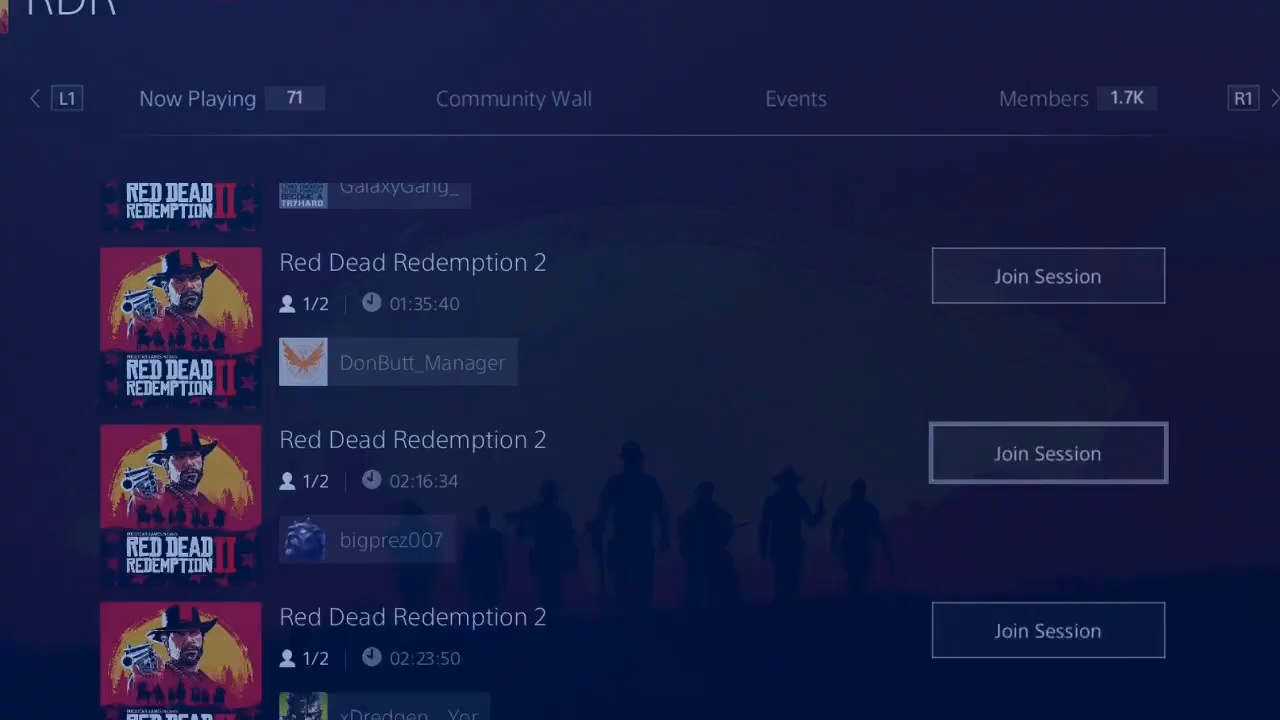 RDR
L1 Now Playing 71 Community Wall Events Members 1.7K R1
RED DEAD
REDEMPTION II
TRYHARD
GalaxyGang_
Red Dead Redemption 2
1/2 01:35:40
Join Session
RED DEAD
REDEMPTION II
DonButt_Manager
Red Dead Redemption 2
1/2 02:16:34
Join Session
RED DEAD
REDEMPTION II
bigprez007
Red Dead Redemption 2
1/2 02:23:50
Join Session
RED DEAD